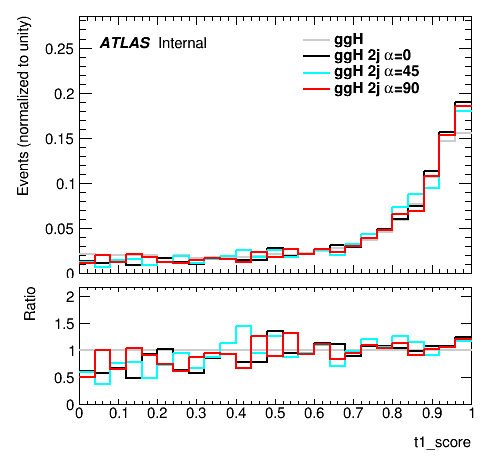 ATLAS Internal
ggH
ggH 2j α=0
ggH 2j α=45
ggH 2j α=90
Events (normalized to unity)
0.25
0.2
0.15
0.1
0.05
0
Ratio
2
1.5
1
0.5
0
0 0.1 0.2 0.3 0.4 0.5 0.6 0.7 0.8 0.9 1
t1_score